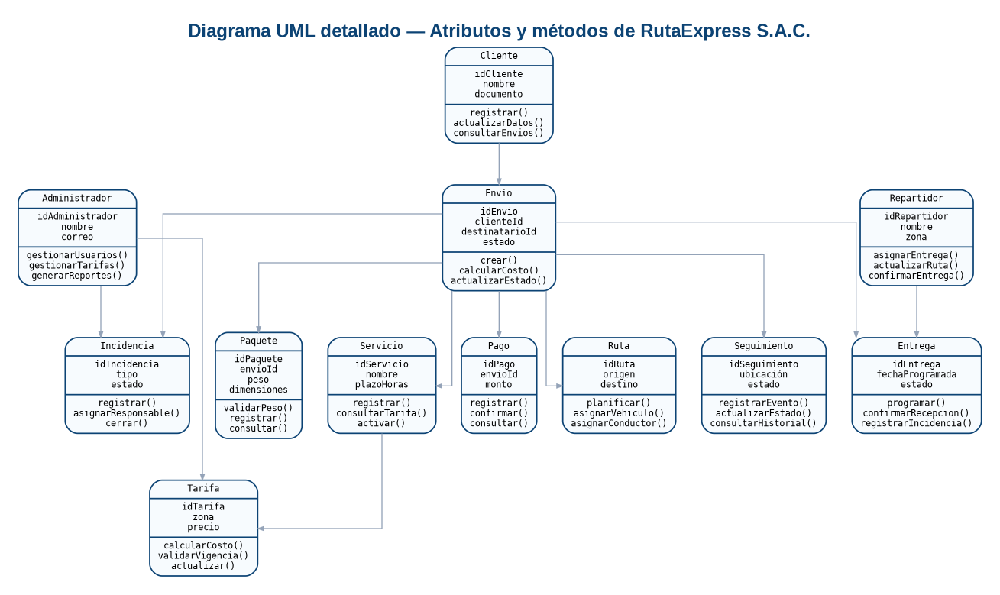 Diagrama UML detallado — Atributos y métodos de RutaExpress S.A.C.
Cliente
idCliente
nombre
documento
registrar()
actualizarDatos()
consultarEnvios()
Administrador
idAdministrador
nombre
correo
gestionarUsuarios()
gestionarTarifas()
generarReportes()
Envío
idEnvio
clienteId
destinatarioId
estado
crear()
calcularCosto()
actualizarEstado()
Repartidor
idRepartidor
nombre
zona
asignarEntrega()
actualizarRuta()
confirmarEntrega()
Incidencia
idIncidencia
tipo
estado
registrar()
asignarResponsable()
cerrar()
Paquete
idPaquete
envioId
peso
dimensiones
validarPeso()
registrar()
consultar()
Servicio
idServicio
nombre
plazoHoras
registrar()
consultarTarifa()
activar()
Pago
idPago
envioId
monto
registrar()
confirmar()
consultar()
Ruta
idRuta
origen
destino
planificar()
asignarVehiculo()
asignarConductor()
Seguimiento
idSeguimiento
ubicación
estado
registrarEvento()
actualizarEstado()
consultarHistorial()
Entrega
idEntrega
fechaProgramada
estado
programar()
confirmarRecepcion()
registrarIncidencia()
Tarifa
idTarifa
zona
precio
calcularCosto()
validarVigencia()
actualizar()